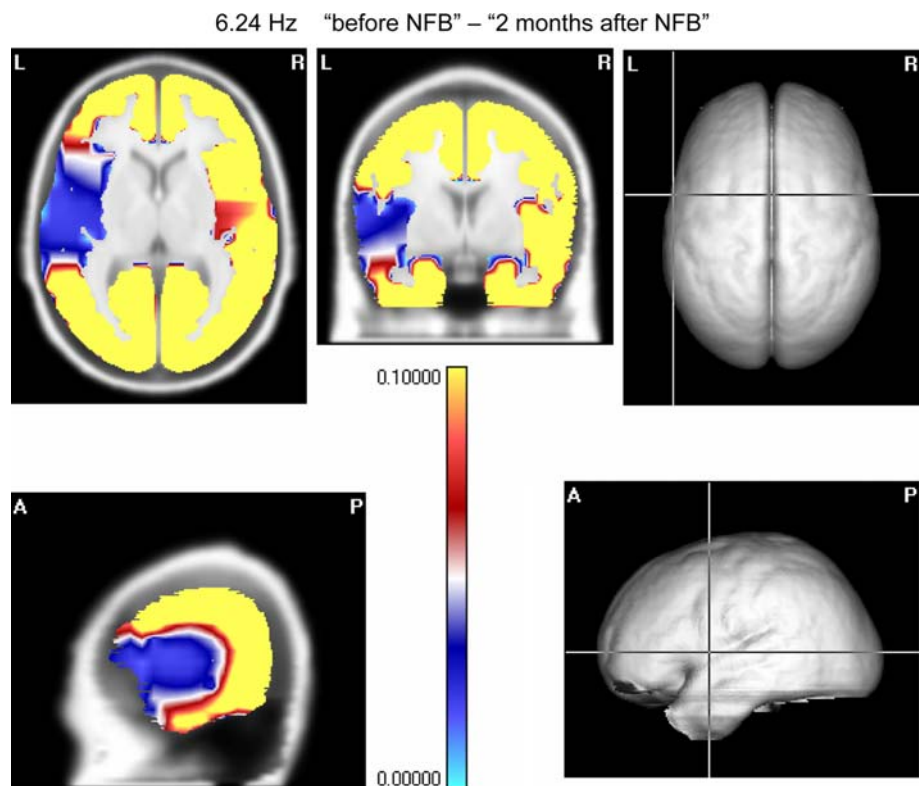 6.24 Hz “before NFB” – “2 months after NFB”
L R
L R
L R
0.10000
A P
A P
0.00000